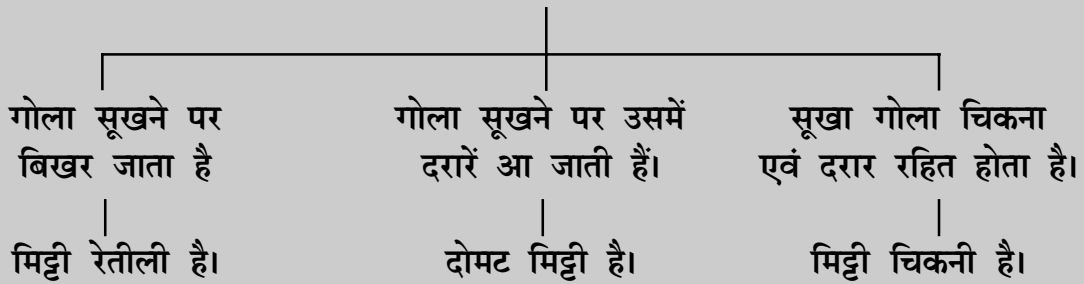 गोला सूखने पर
बिखर जाता है
मिट्टी रेतीली है।
गोला सूखने पर उसमें
दरारें आ जाती हैं।
दोमट मिट्टी है।
सूखा गोला चिकना
एवं दरार रहित होता है।
मिट्टी चिकनी है।